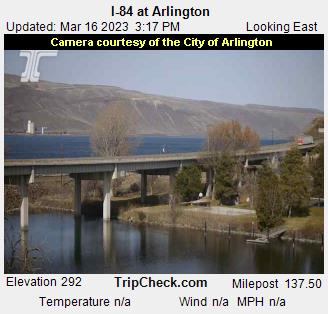 I-84 at Arlington
Updated: Mar 16 2023 3:17 PM Looking East
Camera courtesy of the City of Arlington
Elevation 292 TripCheck.com Milepost 137.50
Temperature n/a Wind n/a MPH n/a